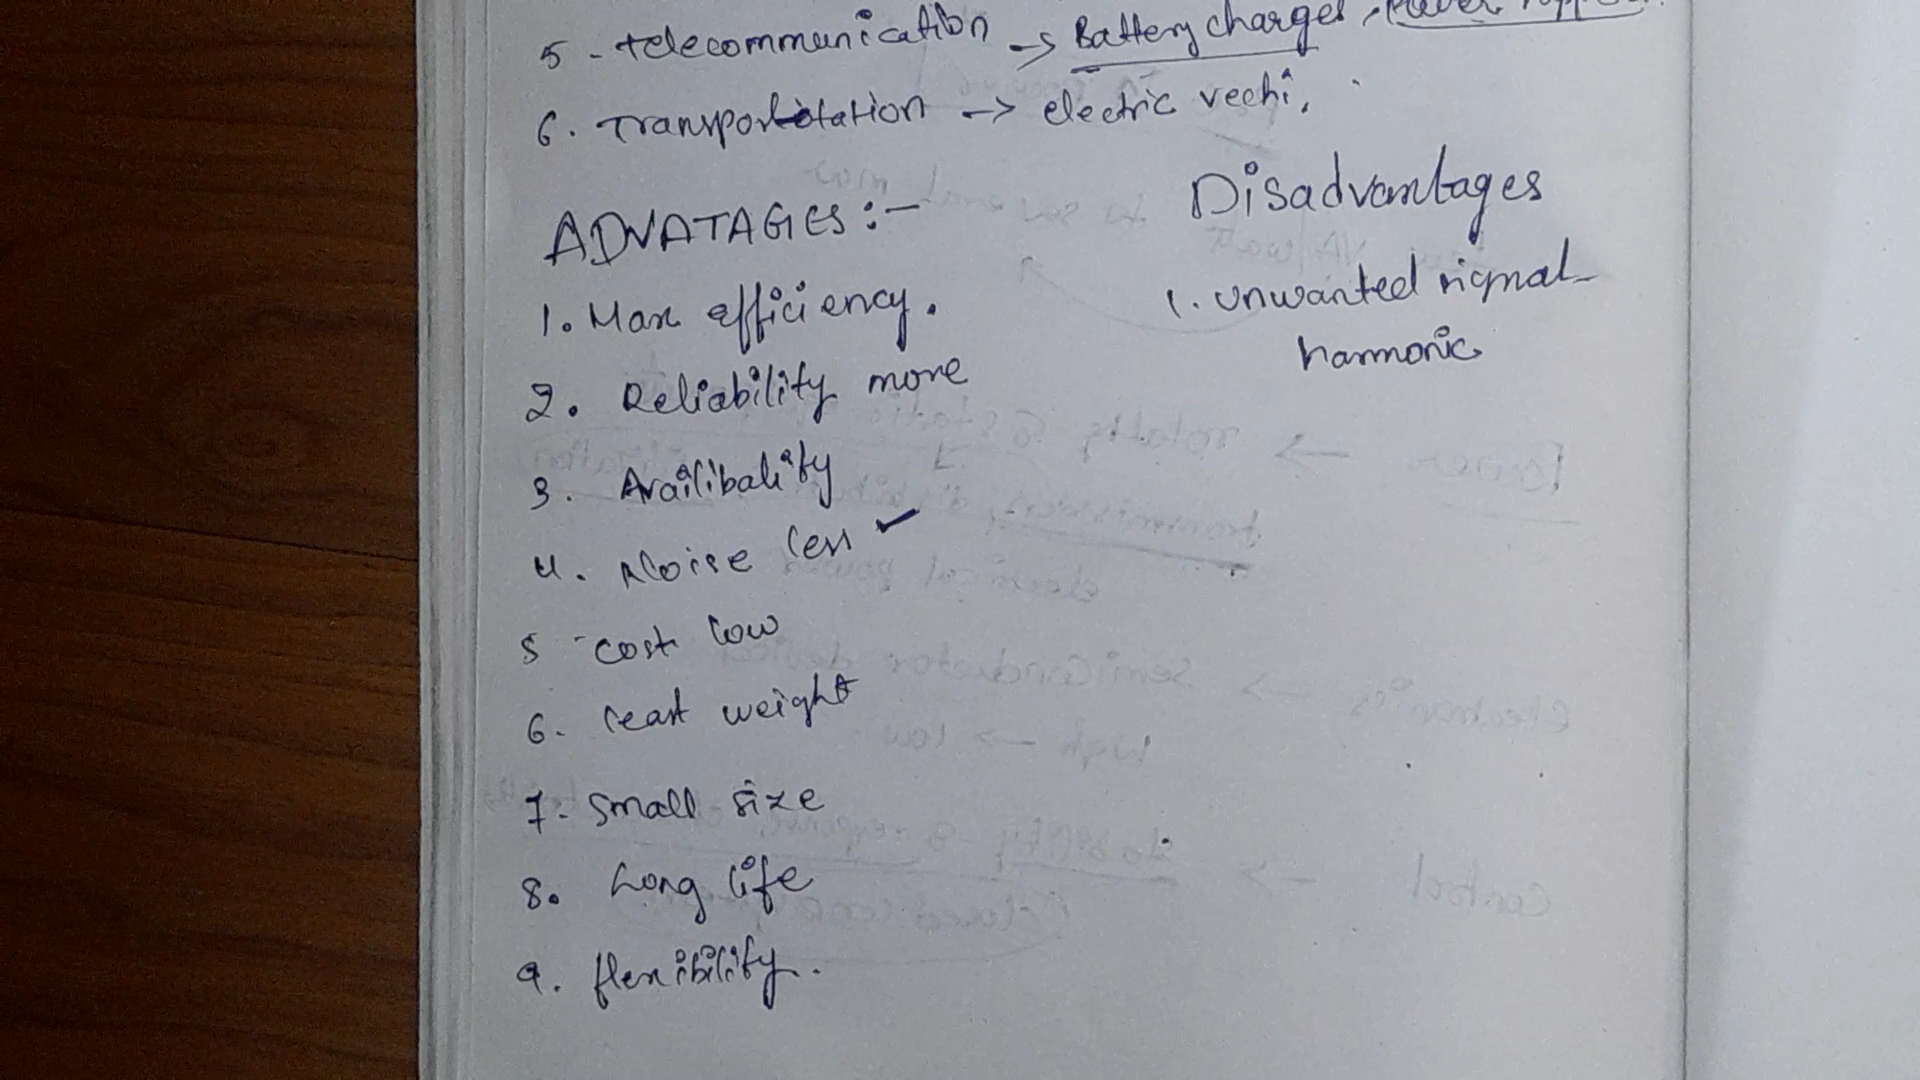 5 - telecommunication -> Battery charger, Power
6. Transportotation -> electric vechi.
ADVATAGES :-
1. Max efficiency.
2. Reliability more
3. Availibality
4. Noise less ✓
5 - cost low
6. least weight
7- small size
8. Long life
9. flexibility.
Disadvantages
1. unwanted signal
harmonic